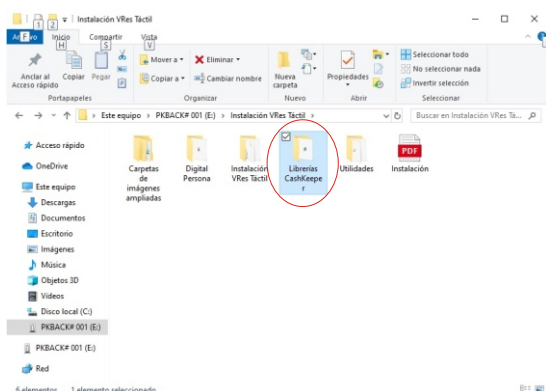 Instalación VRes Táctil
1
2
Archivo Inicio Compartir Vista
F H S V
Anclar al
Acceso rápido
Copiar
Pegar
Mover a
Copiar a
Eliminar
Cambiar nombre
Nueva
carpeta
Propiedades
Seleccionar todo
No seleccionar nada
Invertir selección
Portapapeles Organizar Nuevo Abrir Seleccionar
Este equipo > PKBACK# 001 (E:) > Instalación VRes Táctil >
Buscar en Instalación VRes Tá...
Acceso rápido
OneDrive
Este equipo
Descargas
Documentos
Escritorio
Imágenes
Música
Objetos 3D
Vídeos
Disco local (C:)
PKBACK# 001 (E:)
PKBACK# 001 (E:)
Red
Carpetas
de
imágenes
ampliadas
Digital
Persona
Instalación
VRes Táctil
Librerías
CashKeepe
r
Utilidades
PDF
Instalación
6 elementos 1 elemento seleccionado